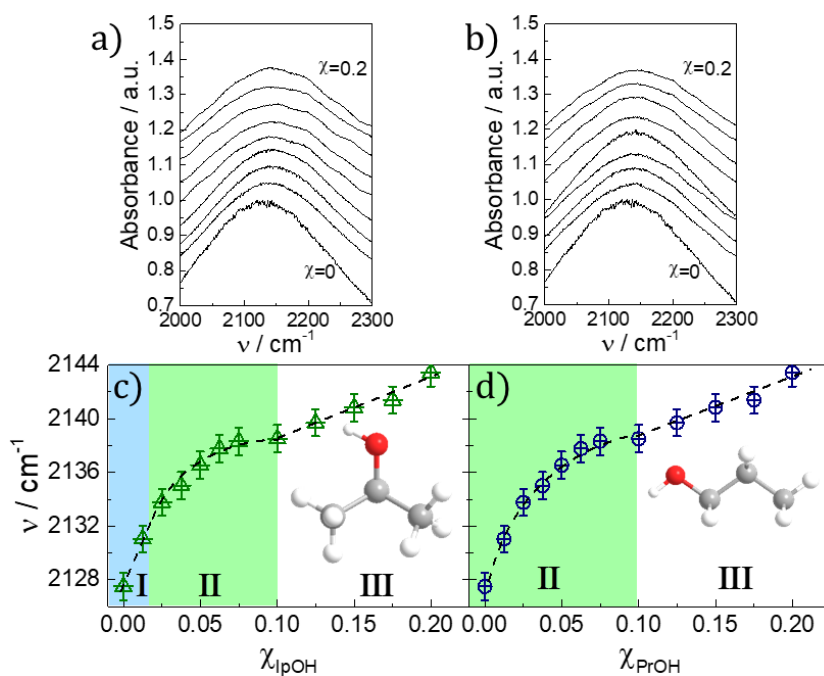 a)
Absorbance / a.u.
1.5
1.4
1.3
1.2
1.1
1.0
0.9
0.8
0.7
χ=0.2
χ=0
2000 2100 2200 2300
ν / cm⁻¹
b)
Absorbance / a.u.
1.5
1.4
1.3
1.2
1.1
1.0
0.9
0.8
0.7
χ=0.2
χ=0
2000 2100 2200 2300
ν / cm⁻¹
c)
ν / cm⁻¹
2144
2140
2136
2132
2128
I II III
0.00 0.05 0.10 0.15 0.20
χIpOH
d)
II III
0.00 0.05 0.10 0.15 0.20
χPrOH